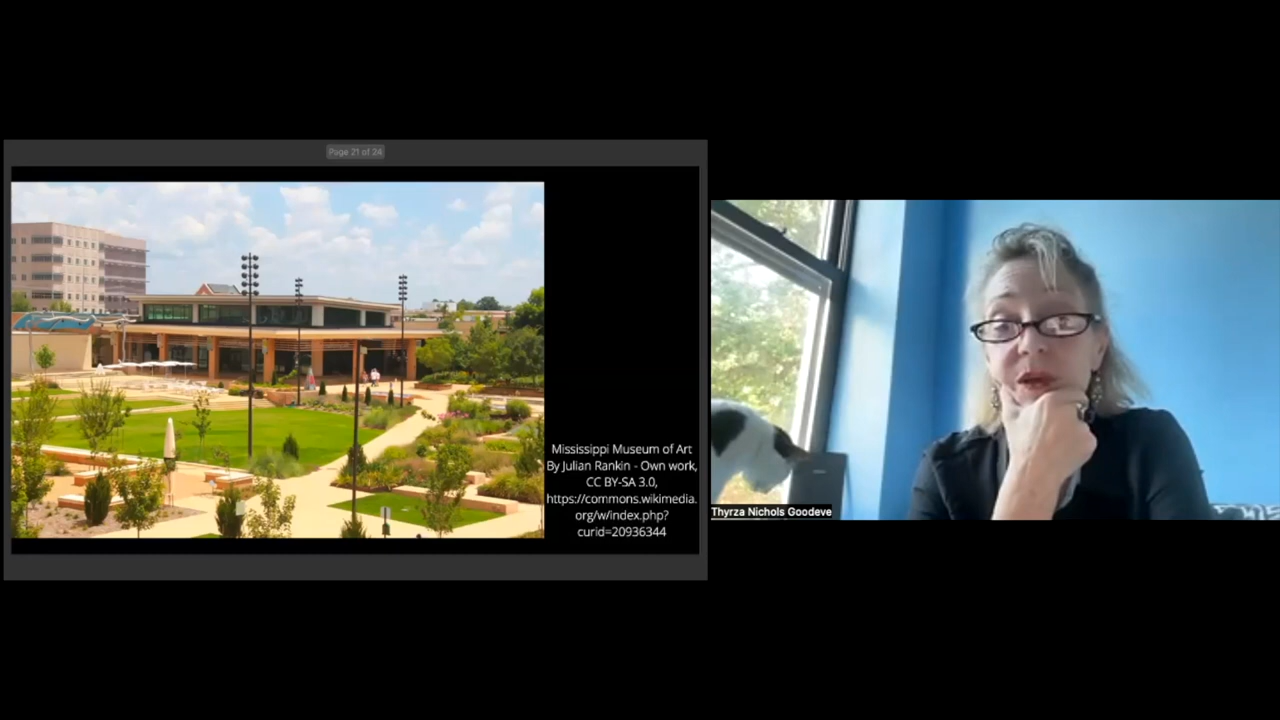 Page 21 of 24
Mississippi Museum of Art
By Julian Rankin - Own work,
CC BY-SA 3.0,
https://commons.wikimedia.
org/w/index.php?
curid=20936344
Thyrza Nichols Goodeve